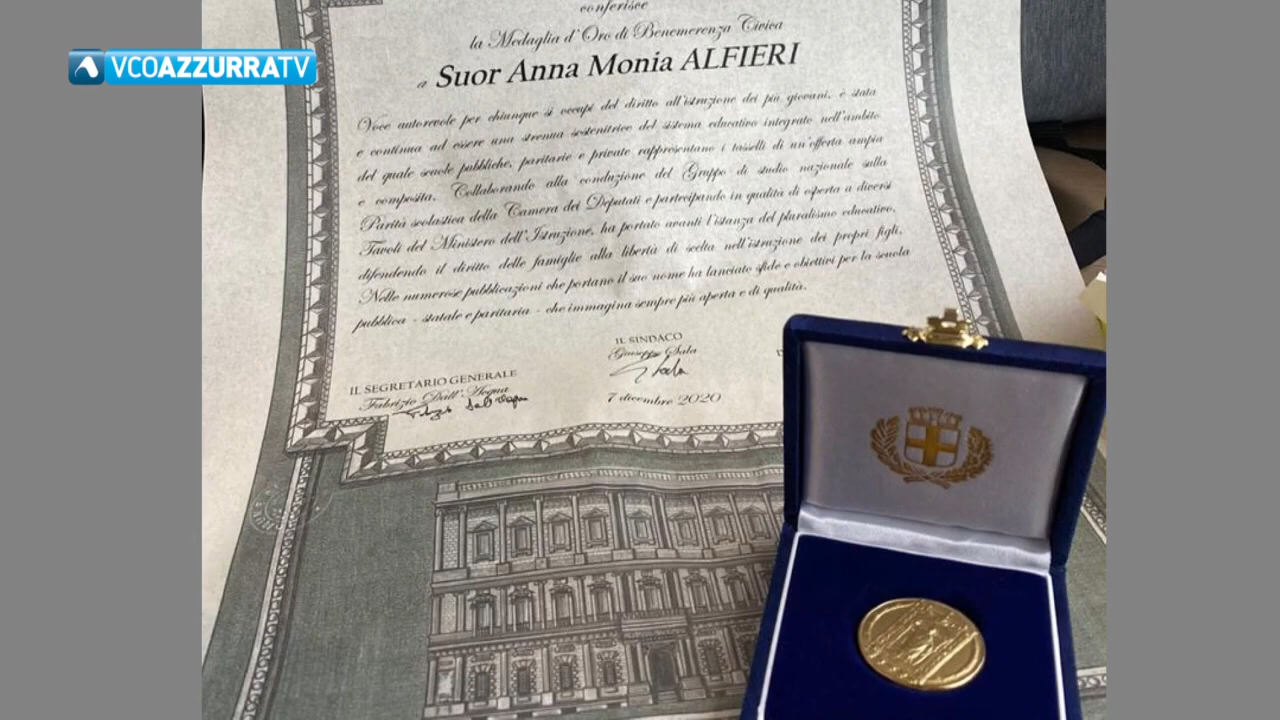 VCOAZZURRATV
conferisce
la Medaglia d'Oro di Benemerenza Civica
a Suor Anna Monia ALFIERI
Voce autorevole per chiunque si occupi del diritto all'istruzione dei più giovani, è stata
e continua ad essere una strenua sostenitrice del sistema educativo integrato nell'ambito
del quale scuole pubbliche, paritarie e private rappresentano i tasselli di un'offerta ampia
e composita. Collaborando alla conduzione del Gruppo di studio nazionale sulla
Parità scolastica della Camera dei Deputati e partecipando in qualità di esperta a diversi
Tavoli del Ministero dell'Istruzione, ha portato avanti l'istanza del pluralismo educativo,
difendendo il diritto delle famiglie alla libertà di scelta nell'istruzione dei propri figli.
Nelle numerose pubblicazioni che portano il suo nome ha lanciato sfide e obiettivi per la scuola
pubblica - statale e paritaria - che immagina sempre più aperta e di qualità.
IL SINDACO
Giuseppe Sala
IL SEGRETARIO GENERALE
Fabrizio Dall'Acqua
7 dicembre 2020